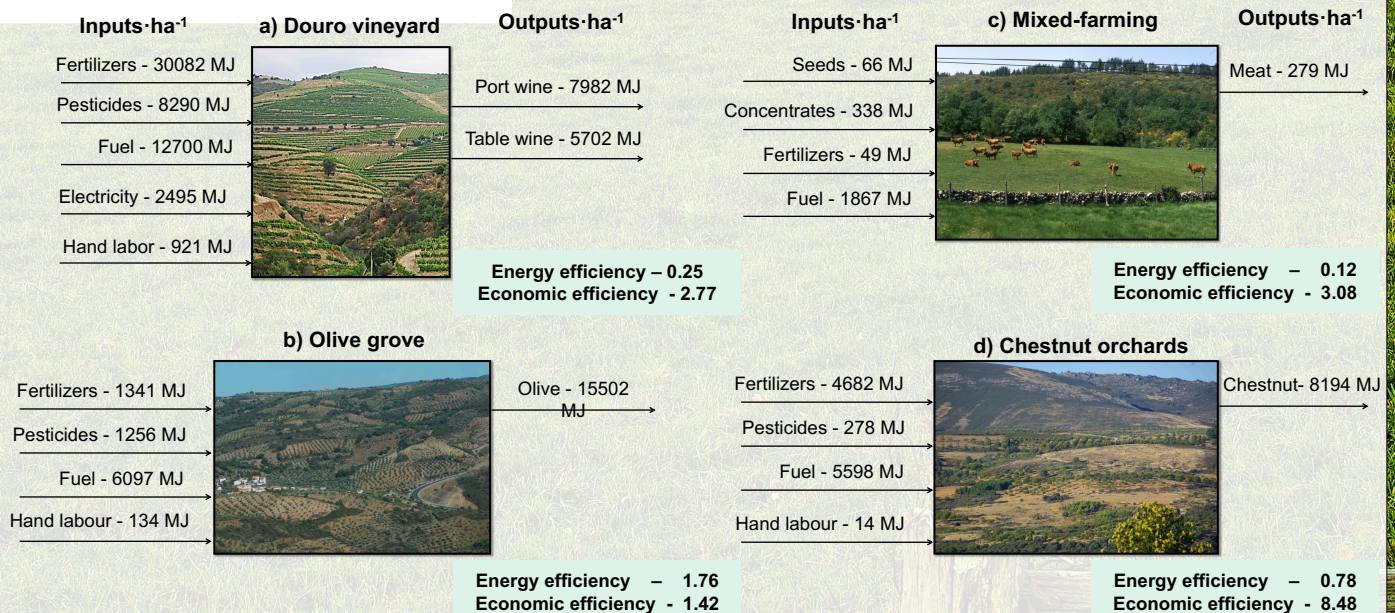 Inputs·ha-1
a) Douro vineyard
Outputs·ha-1
Fertilizers - 30082 MJ
Pesticides - 8290 MJ
Fuel - 12700 MJ
Electricity - 2495 MJ
Hand labor - 921 MJ
Port wine - 7982 MJ
Table wine - 5702 MJ
Energy efficiency – 0.25
Economic efficiency - 2.77
Inputs·ha-1
c) Mixed-farming
Outputs·ha-1
Seeds - 66 MJ
Concentrates - 338 MJ
Fertilizers - 49 MJ
Fuel - 1867 MJ
Meat - 279 MJ
Energy efficiency – 0.12
Economic efficiency - 3.08
b) Olive grove
Fertilizers - 1341 MJ
Pesticides - 1256 MJ
Fuel - 6097 MJ
Hand labour - 134 MJ
Olive - 15502
MJ
Energy efficiency – 1.76
Economic efficiency - 1.42
d) Chestnut orchards
Fertilizers - 4682 MJ
Pesticides - 278 MJ
Fuel - 5598 MJ
Hand labour - 14 MJ
Chestnut- 8194 MJ
Energy efficiency – 0.78
Economic efficiency - 8.48